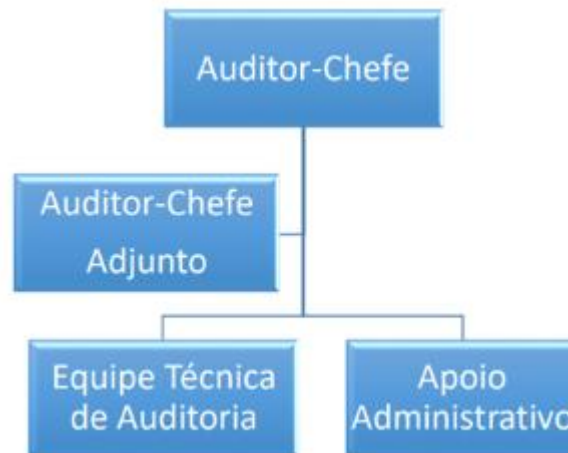 Auditor-Chefe
Auditor-Chefe
Adjunto
Equipe Técnica
de Auditoria
Apoio
Administrativo